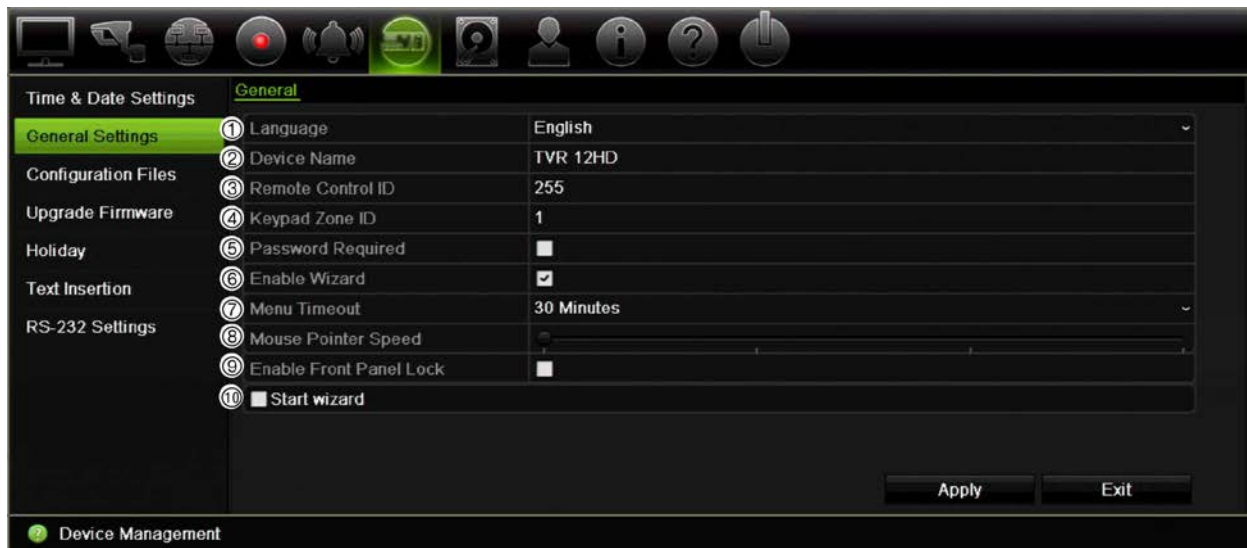 Time & Date Settings
General Settings
Configuration Files
Upgrade Firmware
Holiday
Text Insertion
RS-232 Settings
General
① Language English
② Device Name TVR 12HD
③ Remote Control ID 255
④ Keypad Zone ID 1
⑤ Password Required
⑥ Enable Wizard
⑦ Menu Timeout 30 Minutes
⑧ Mouse Pointer Speed
⑨ Enable Front Panel Lock
⑩ Start wizard
Apply Exit
Device Management